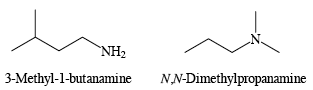 NH₂
N
3-Methyl-1-butanamine
N,N-Dimethylpropanamine